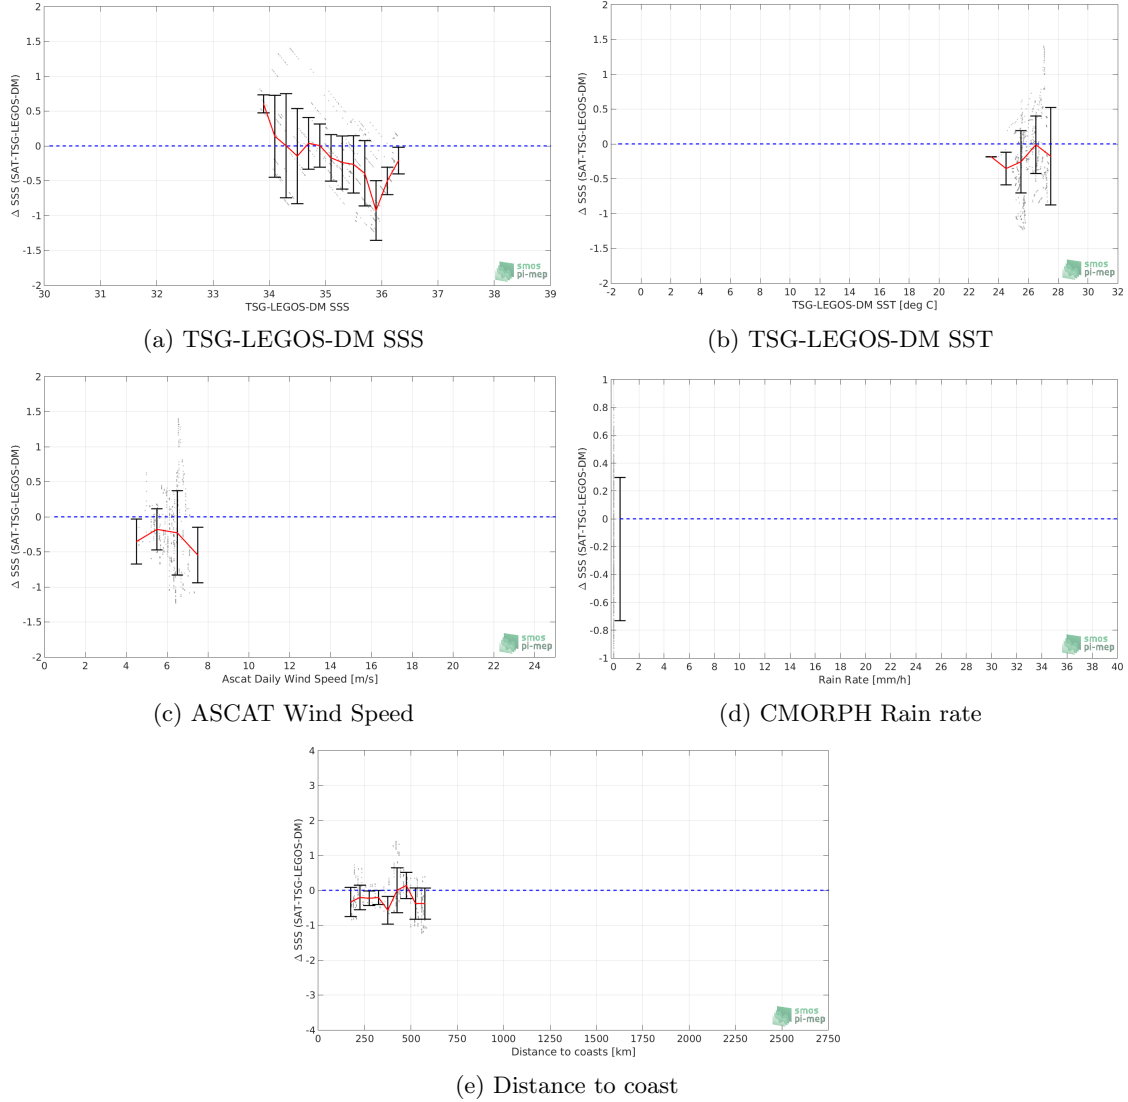 2
1.5
1
0.5
0
-0.5
-1
-1.5
-2
Δ SSS (SAT-TSG-LEGOS-DM)
30 31 32 33 34 35 36 37 38 39
TSG-LEGOS-DM SSS
smos
pi-mep
(a) TSG-LEGOS-DM SSS
2
1.5
1
0.5
0
-0.5
-1
-1.5
-2
Δ SSS (SAT-TSG-LEGOS-DM)
-2 0 2 4 6 8 10 12 14 16 18 20 22 24 26 28 30 32
TSG-LEGOS-DM SST [deg C]
smos
pi-mep
(b) TSG-LEGOS-DM SST
2
1.5
1
0.5
0
-0.5
-1
-1.5
-2
Δ SSS (SAT-TSG-LEGOS-DM)
0 2 4 6 8 10 12 14 16 18 20 22 24
Ascat Daily Wind Speed [m/s]
smos
pi-mep
(c) ASCAT Wind Speed
1
0.8
0.6
0.4
0.2
0
-0.2
-0.4
-0.6
-0.8
-1
Δ SSS (SAT-TSG-LEGOS-DM)
0 2 4 6 8 10 12 14 16 18 20 22 24 26 28 30 32 34 36 38 40
Rain Rate [mm/h]
smos
pi-mep
(d) CMORPH Rain rate
4
3
2
1
0
-1
-2
-3
-4
Δ SSS (SAT-TSG-LEGOS-DM)
0 250 500 750 1000 1250 1500 1750 2000 2250 2500 2750
Distance to coasts [km]
smos
pi-mep
(e) Distance to coast